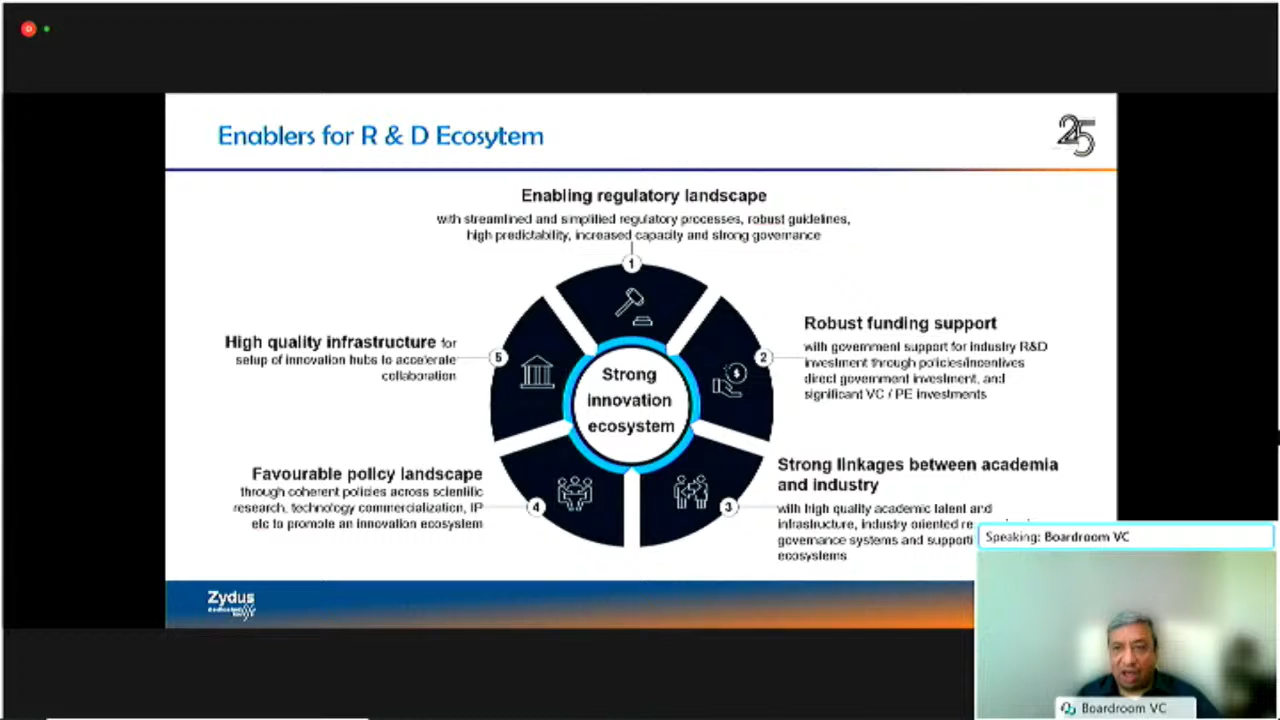 Enablers for R & D Ecosytem
25
Enabling regulatory landscape
with streamlined and simplified regulatory processes, robust guidelines,
high predictability, increased capacity and strong governance
1
Robust funding support
2
with government support for industry R&D
investment through policies/incentives
direct government investment, and
significant VC / PE investments
Strong linkages between academia
and industry
3
with high quality academic talent and
infrastructure, industry oriented
governance systems and
ecosystems
Favourable policy landscape
4
through coherent policies across scientific
research, technology commercialization, IP
etc to promote an innovation ecosystem
High quality infrastructure for
5
setup of innovation hubs to accelerate
collaboration
Strong
innovation
ecosystem
Zydus
Speaking: Boardroom VC
Boardroom VC